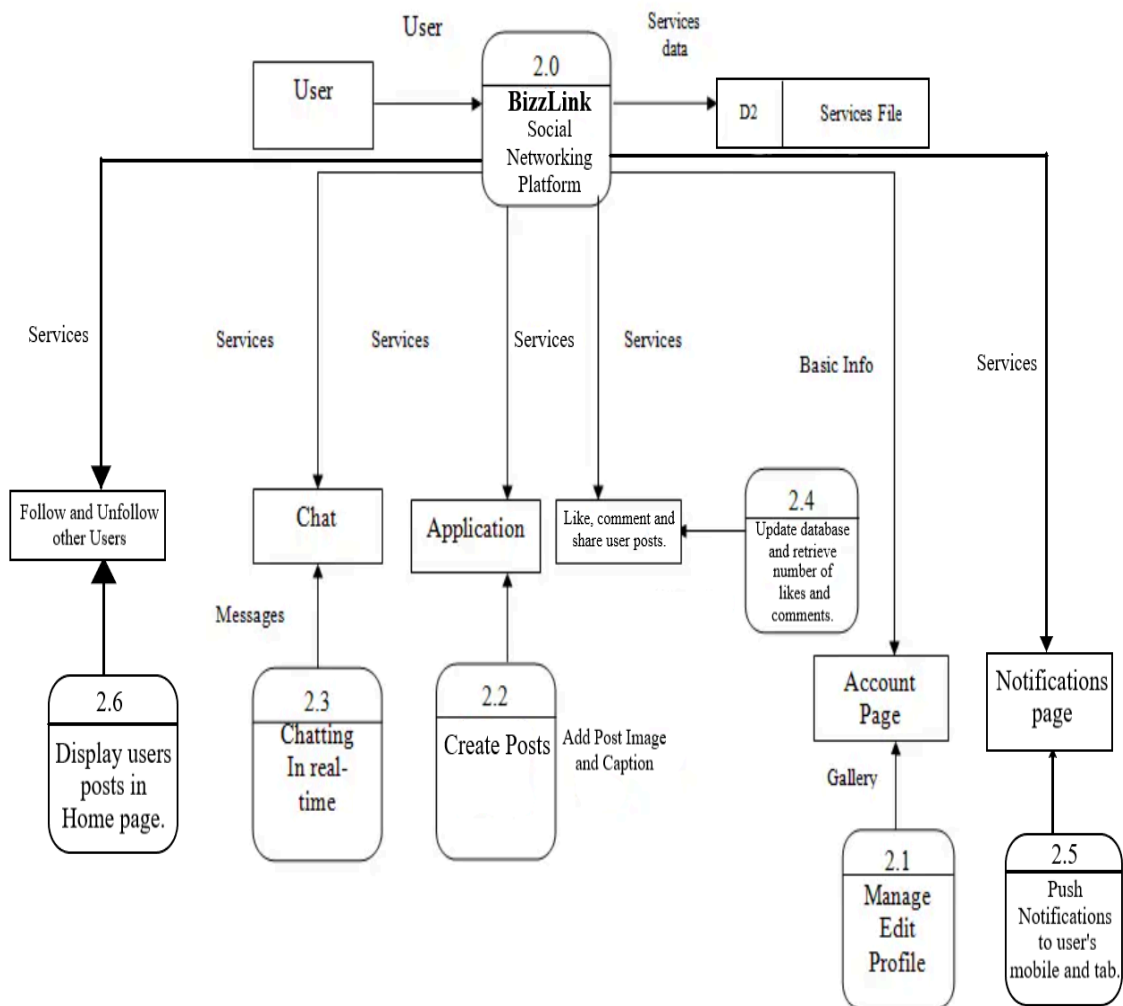 User
Services
data
User
2.0
BizzLink
Social
Networking
Platform
D2
Services File
Services
Services
Services
Services
Services
Basic Info
Services
Follow and Unfollow
other Users
Chat
Application
Like, comment and
share user posts.
2.4
Update database
and retrieve
number of
likes and
comments.
Messages
Account
Page
Notifications
page
2.6
Display users
posts in
Home page.
2.3
Chatting
In real-
time
2.2
Create Posts
Add Post Image
and Caption
Gallery
2.1
Manage
Edit
Profile
2.5
Push
Notifications
to user's
mobile and tab.